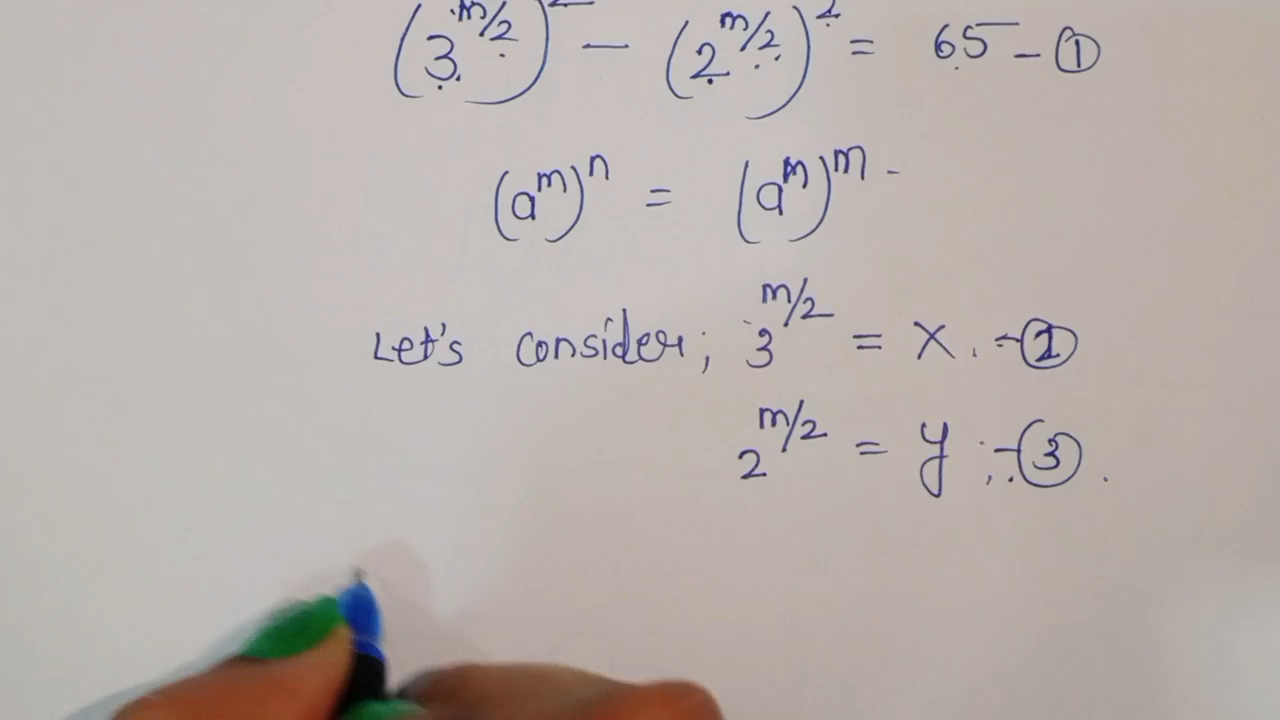 (3^{m/2})^2 - (2^{m/2})^2 = 65 - ①
(a^m)^n = (a^n)^m -
Let's consider; 3^{m/2} = x. - ②
2^{m/2} = y ; - ③ .